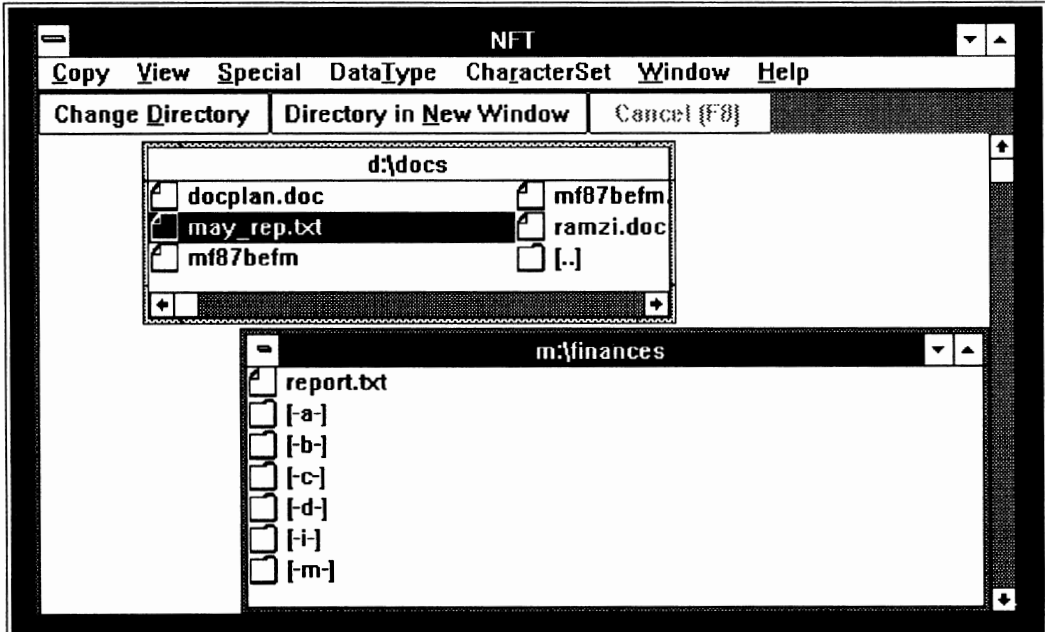 NFT
Copy View Special DataType CharacterSet Window Help
Change Directory Directory in New Window Cancel (F8)
d:\docs
docplan.doc mf87befm.
may_rep.txt ramzi.doc
mf87befm [..]
m:\finances
report.txt
[-a-]
[-b-]
[-c-]
[-d-]
[-i-]
[-m-]